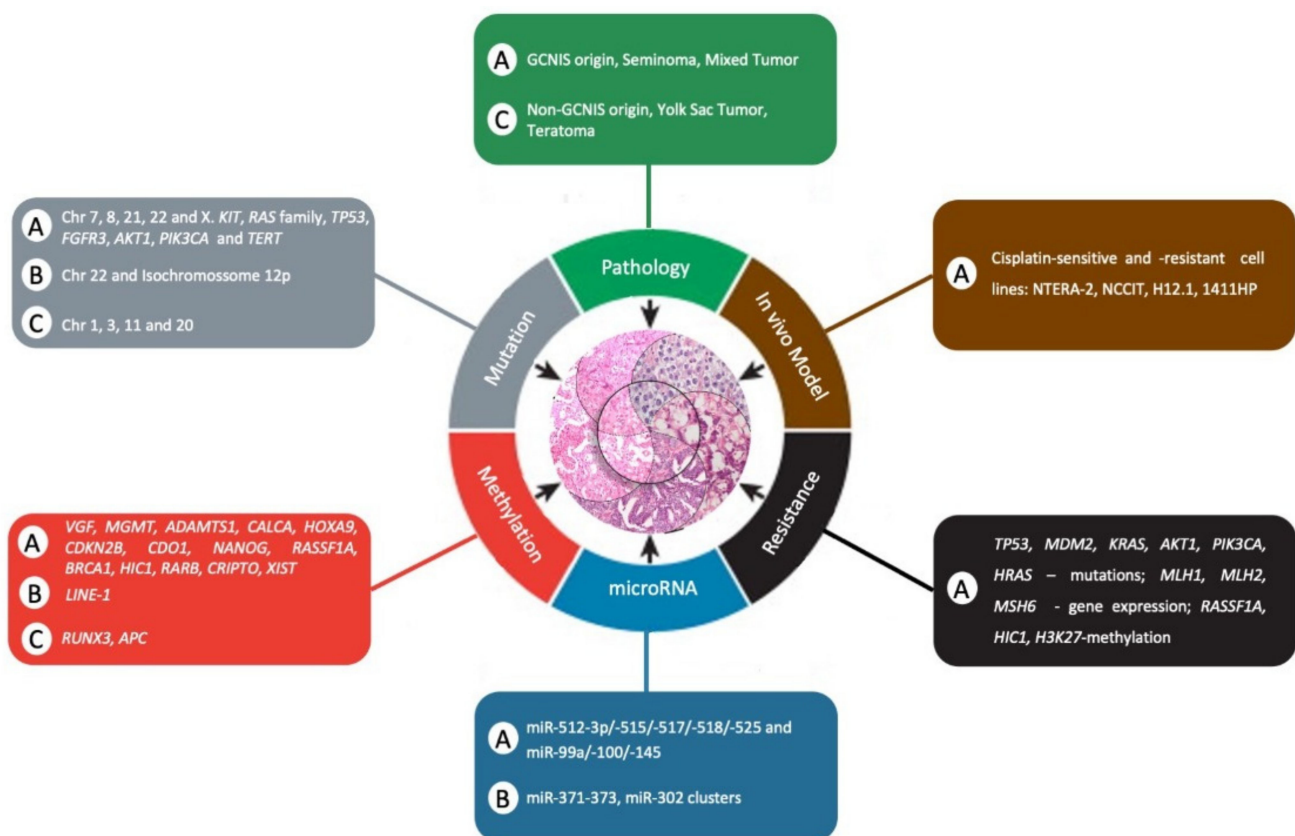 A
GCNIS origin, Seminoma, Mixed Tumor
C
Non-GCNIS origin, Yolk Sac Tumor,
Teratoma
A
Chr 7, 8, 21, 22 and X. KIT, RAS family, TP53,
FGFR3, AKT1, PIK3CA and TERT
B
Chr 22 and Isochromossome 12p
C
Chr 1, 3, 11 and 20
A
Cisplatin-sensitive and -resistant cell
lines: NTERA-2, NCCIT, H12.1, 1411HP
Pathology
Mutation
In vivo Model
Methylation
Resistance
microRNA
A
VGF, MGMT, ADAMTS1, CALCA, HOXA9,
CDKN2B, CDO1, NANOG, RASSF1A,
BRCA1, HIC1, RARB, CRIPTO, XIST
B
LINE-1
C
RUNX3, APC
A
TP53, MDM2, KRAS, AKT1, PIK3CA,
HRAS – mutations; MLH1, MLH2,
MSH6 - gene expression; RASSF1A,
HIC1, H3K27-methylation
A
miR-512-3p/-515/-517/-518/-525 and
miR-99a/-100/-145
B
miR-371-373, miR-302 clusters